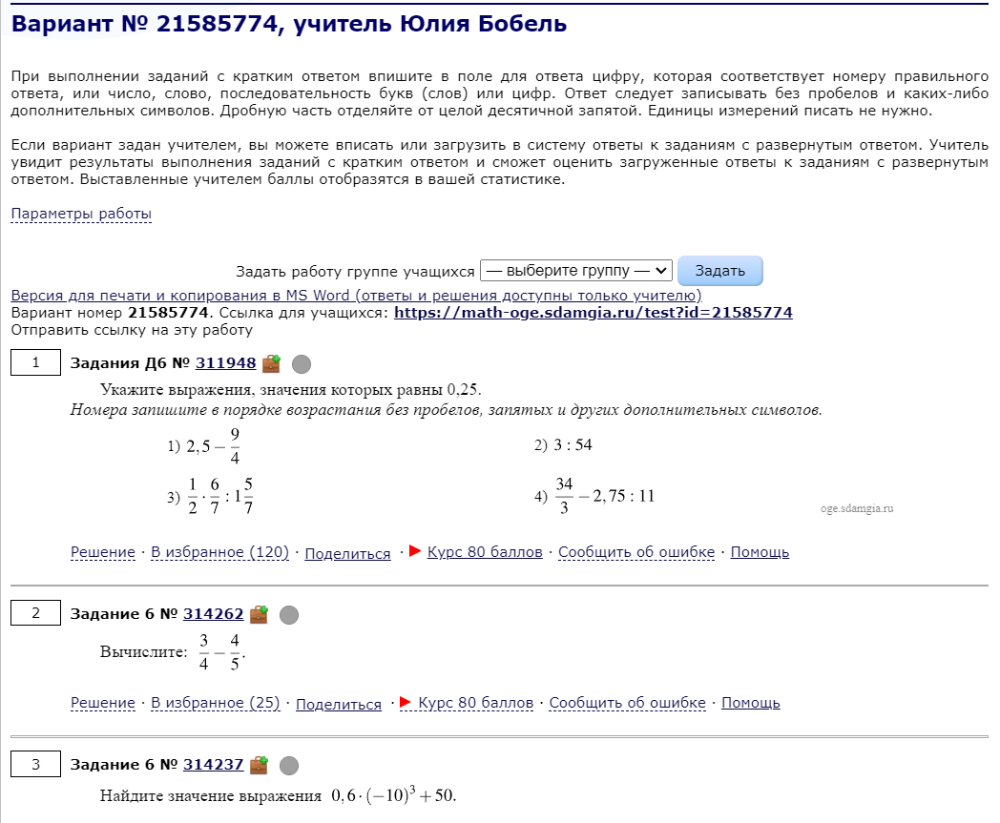 Вариант № 21585774, учитель Юлия Бобель
При выполнении заданий с кратким ответом впишите в поле для ответа цифру, которая соответствует номеру правильного
ответа, или число, слово, последовательность букв (слов) или цифр. Ответ следует записывать без пробелов и каких-либо
дополнительных символов. Дробную часть отделяйте от целой десятичной запятой. Единицы измерений писать не нужно.
Если вариант задан учителем, вы можете вписать или загрузить в систему ответы к заданиям с развернутым ответом. Учитель
увидит результаты выполнения заданий с кратким ответом и сможет оценить загруженные ответы к заданиям с развернутым
ответом. Выставленные учителем баллы отобразятся в вашей статистике.
Параметры работы
Задать работу группе учащихся — выберите группу — Задать
Версия для печати и копирования в MS Word (ответы и решения доступны только учителю)
Вариант номер 21585774. Ссылка для учащихся: https://math-oge.sdamgia.ru/test?id=21585774
Отправить ссылку на эту работу
1 Задания Д6 № 311948
Укажите выражения, значения которых равны 0,25.
Номера запишите в порядке возрастания без пробелов, запятых и других дополнительных символов.
1) 2,5 − 9/4 2) 3 : 54
3) 1/2 · 6/7 : 1 5/7 4) 34/3 − 2,75 : 11
oge.sdamgia.ru
Решение · В избранное (120) · Поделиться · Курс 80 баллов · Сообщить об ошибке · Помощь
2 Задание 6 № 314262
Вычислите: 3/4 − 4/5.
Решение · В избранное (25) · Поделиться · Курс 80 баллов · Сообщить об ошибке · Помощь
3 Задание 6 № 314237
Найдите значение выражения 0,6 · (−10)³ + 50.